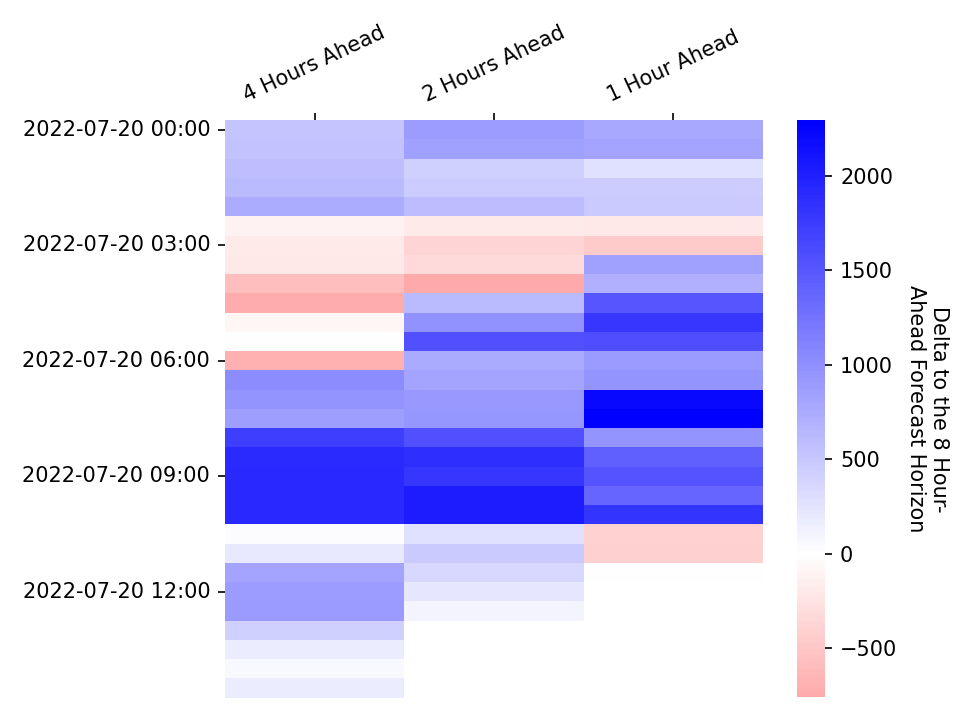 4 Hours Ahead
2 Hours Ahead
1 Hour Ahead
2022-07-20 00:00
2022-07-20 03:00
2022-07-20 06:00
2022-07-20 09:00
2022-07-20 12:00
2000
1500
1000
500
0
−500
Delta to the 8 Hour-
Ahead Forecast Horizon